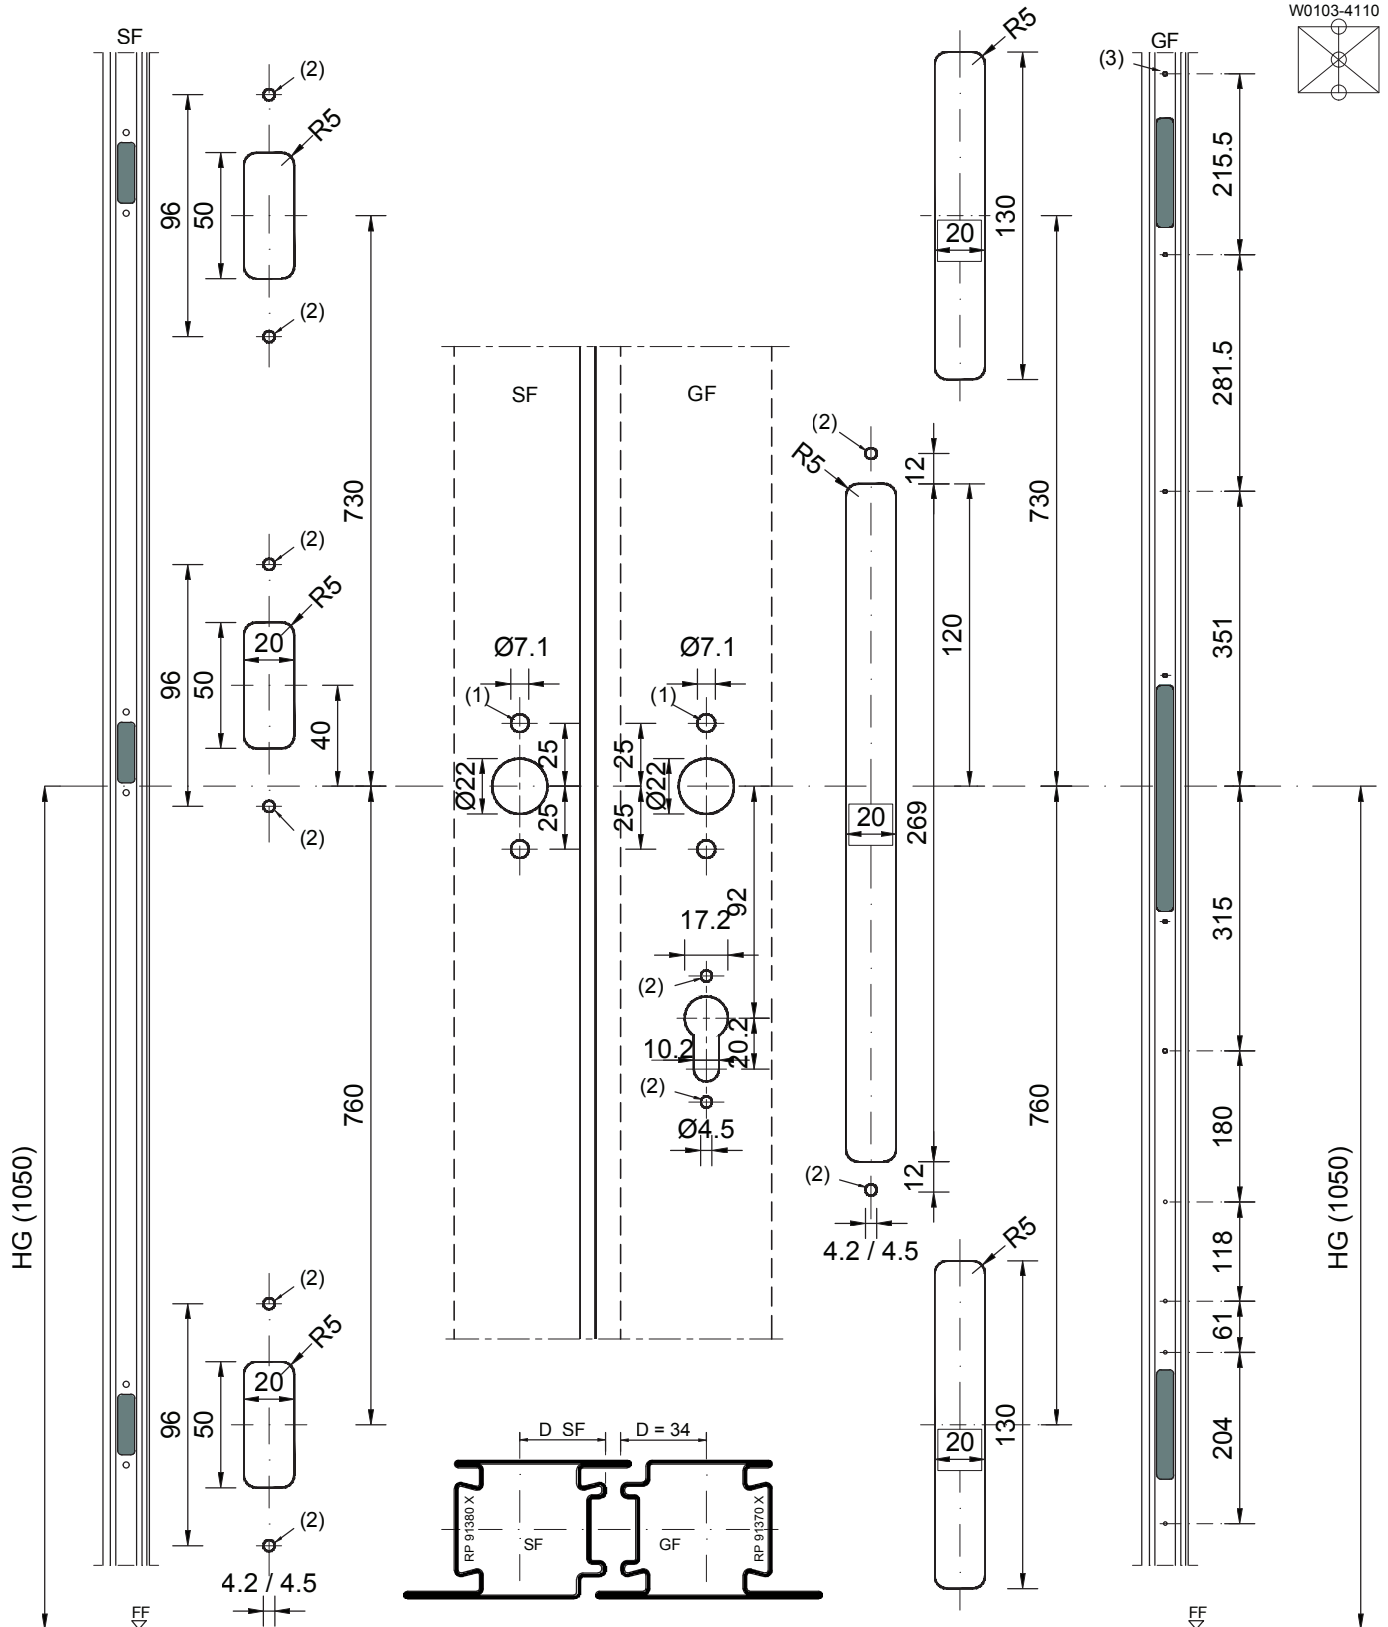 W0103-4110
SF
(2)
R5
96
50
(2)
730
(2)
R5
20
96
50
40
(2)
HG (1050)
760
(2)
R5
20
96
50
(2)
4.2 / 4.5
FF
SF
GF
Ø7.1
Ø7.1
(1)
(1)
25
25
Ø22
Ø22
25
25
92
17.2
(2)
10.2
20.2
(2)
Ø4.5
D SF
D = 34
RP 91380 X
SF
GF
RP 91370 X
R5
130
20
(2)
R5
12
730
120
20
269
760
(2)
12
4.2 / 4.5
R5
130
20
GF
(3)
215.5
281.5
351
315
180
118
61
204
HG (1050)
FF